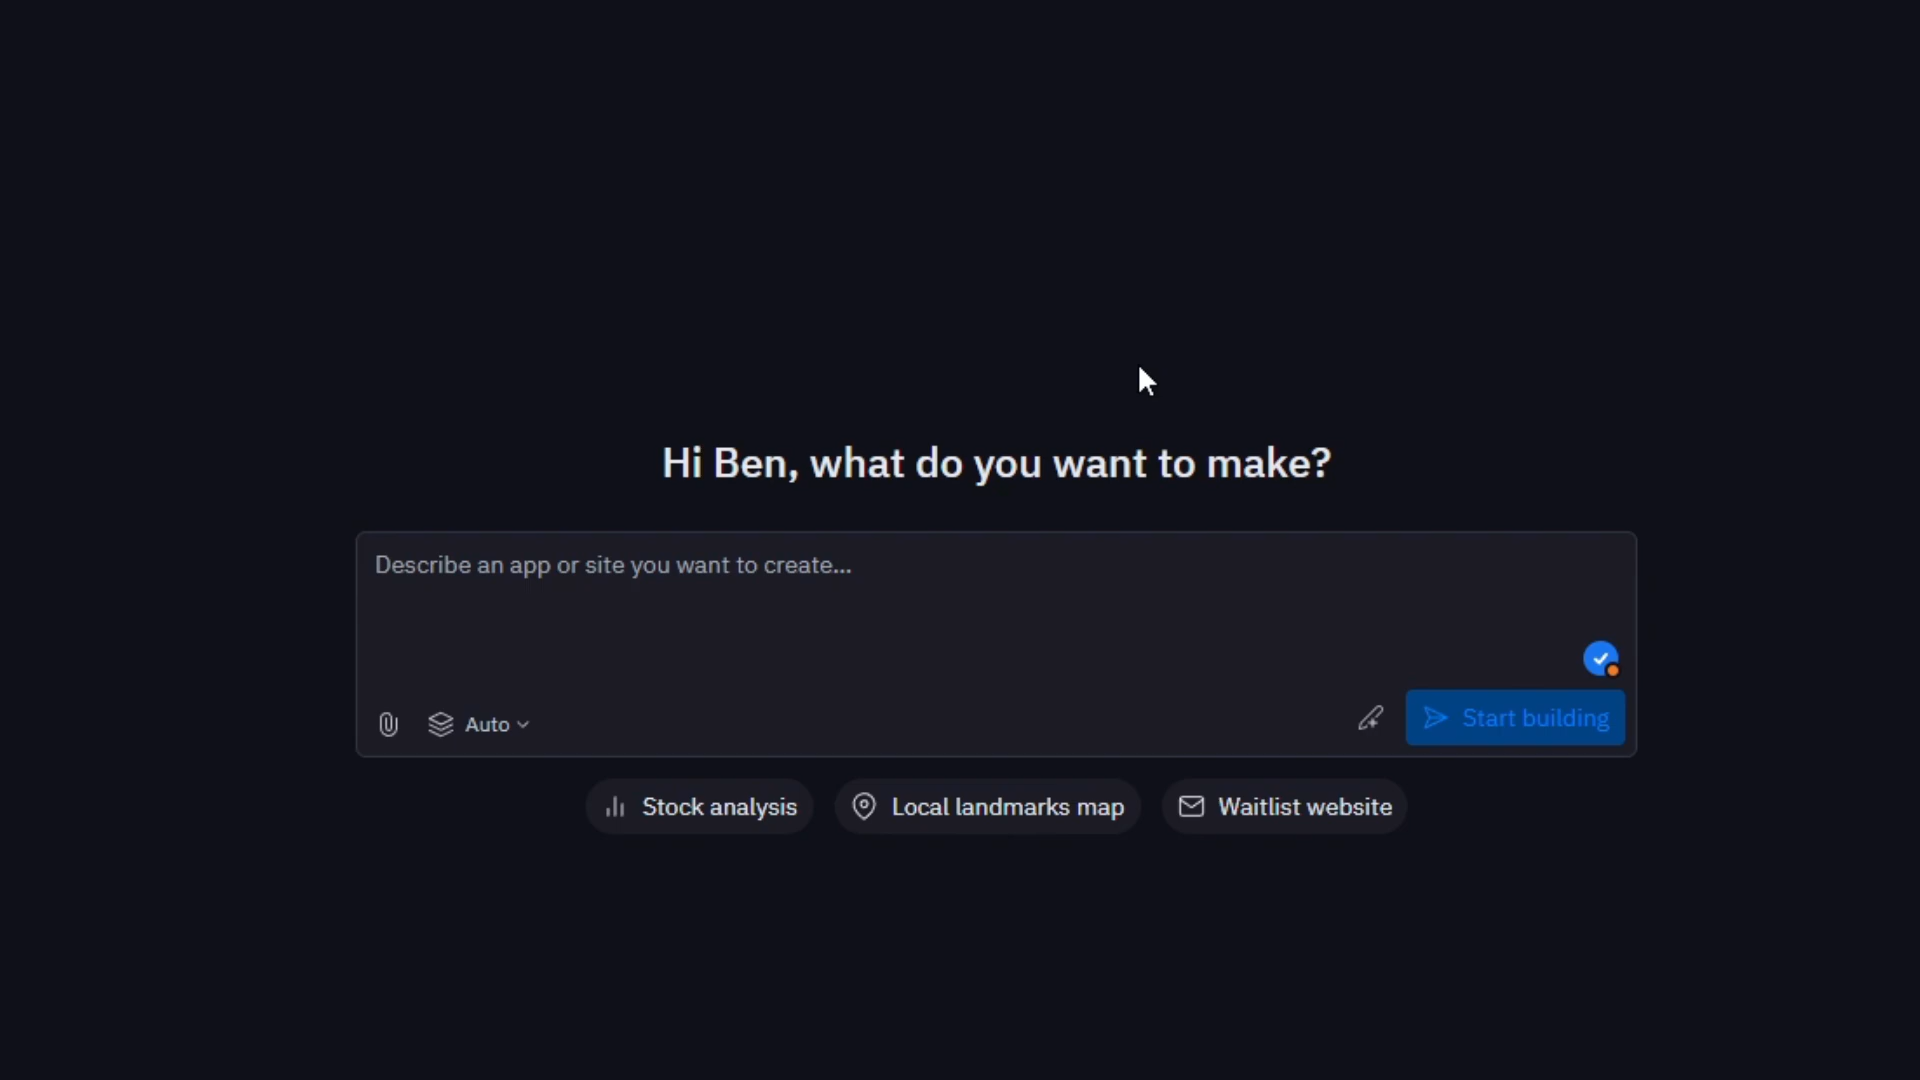 Hi Ben, what do you want to make?
Describe an app or site you want to create...
Auto
Start building
Stock analysis
Local landmarks map
Waitlist website